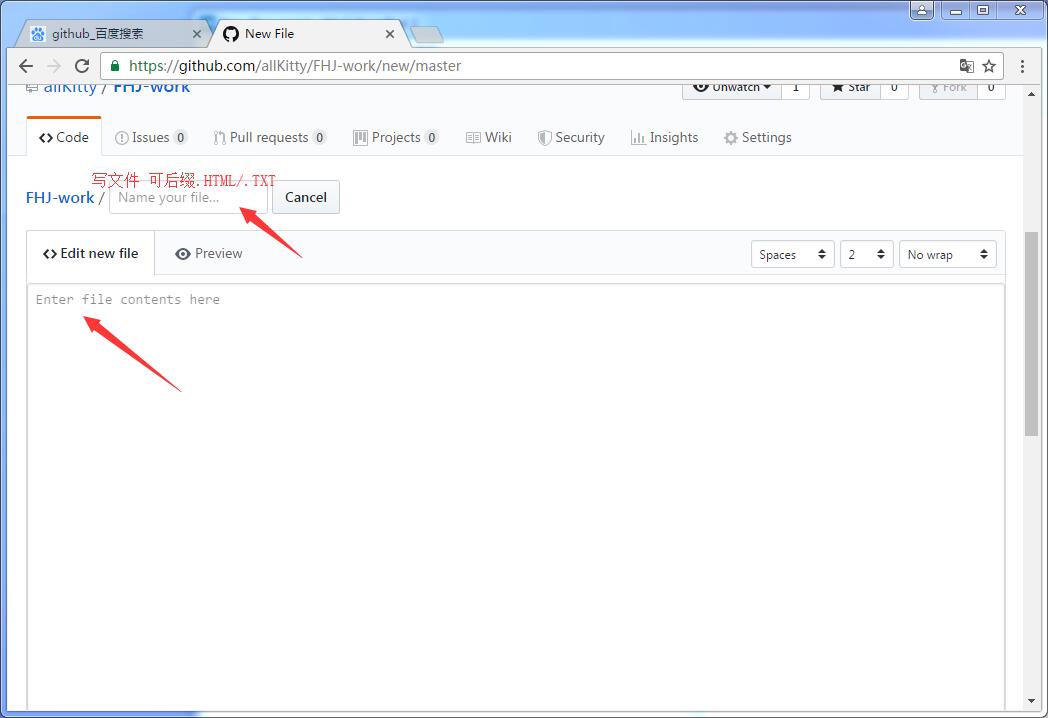 github_百度搜索
New File
https://github.com/allKitty/FHJ-work/new/master
allKitty / FHJ-work
Unwatch 1 Star 0 Fork 0
Code Issues 0 Pull requests 0 Projects 0 Wiki Security Insights Settings
写文件 可后缀.HTML/.TXT
FHJ-work / Name your file... Cancel
Edit new file Preview Spaces 2 No wrap
Enter file contents here